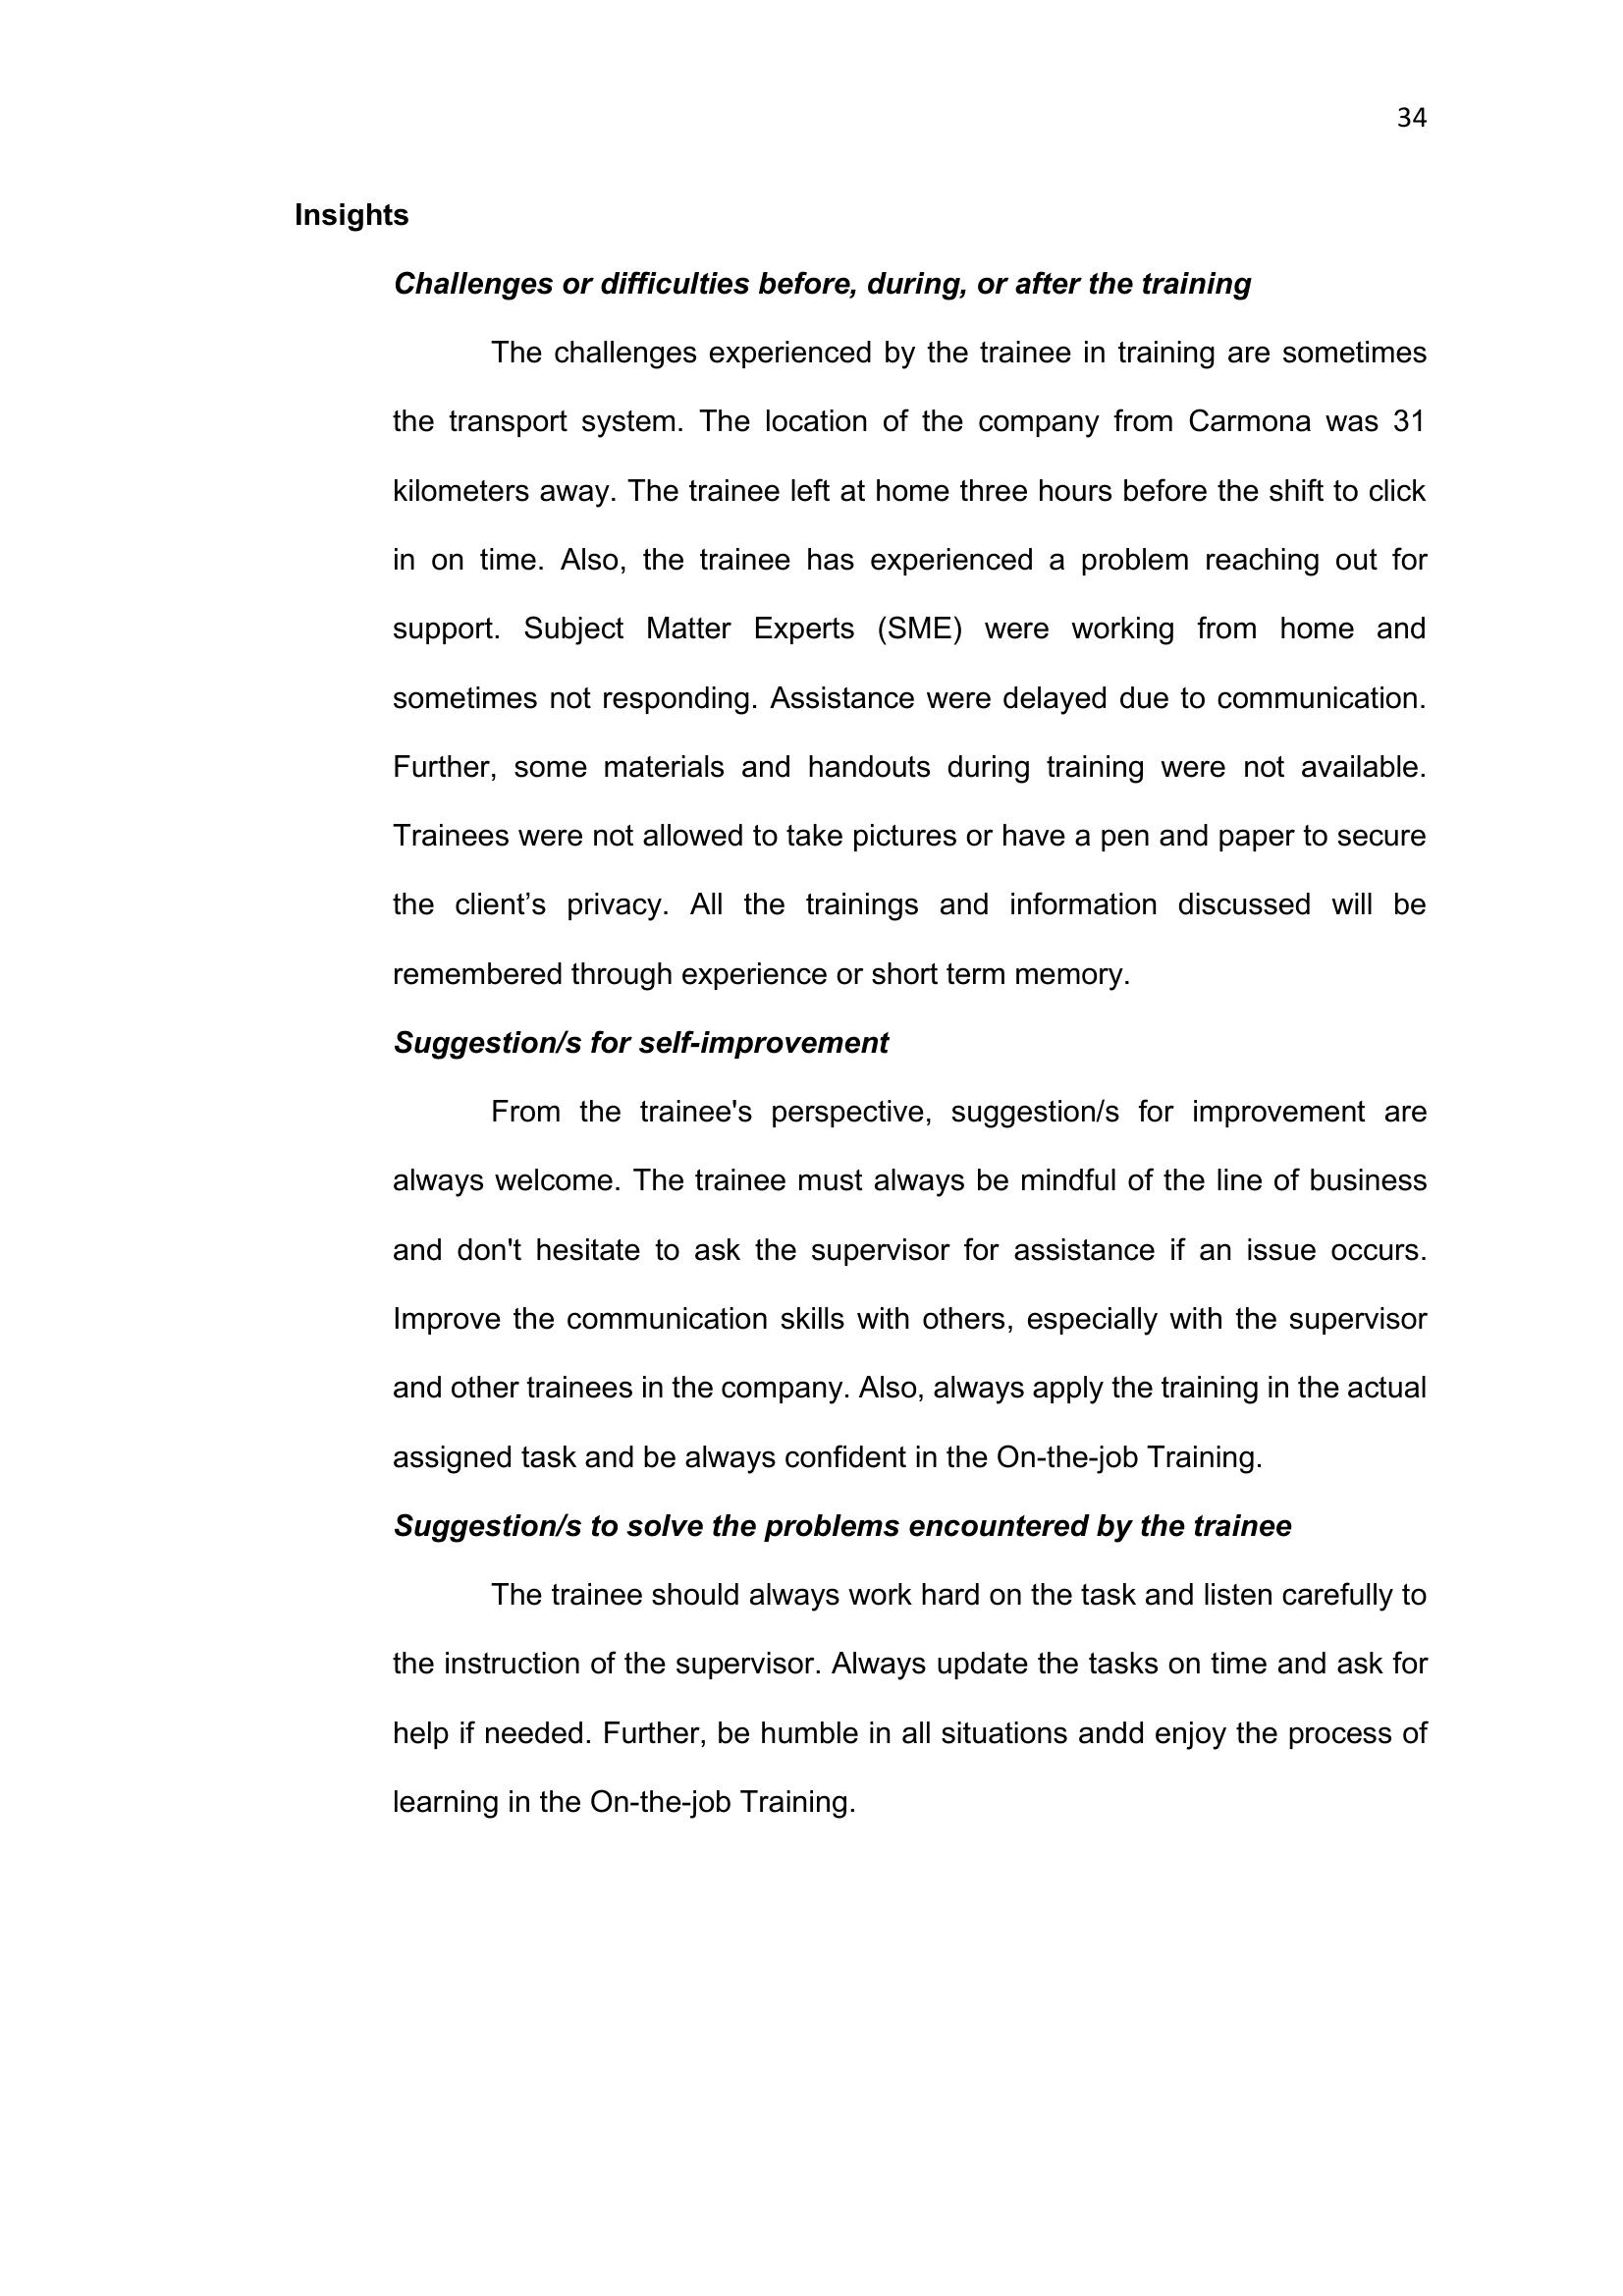 34
Insights
Challenges or difficulties before, during, or after the training
The challenges experienced by the trainee in training are sometimes
the transport system. The location of the company from Carmona was 31
kilometers away. The trainee left at home three hours before the shift to click
in on time. Also, the trainee has experienced a problem reaching out for
support. Subject Matter Experts (SME) were working from home and
sometimes not responding. Assistance were delayed due to communication.
Further, some materials and handouts during training were not available.
Trainees were not allowed to take pictures or have a pen and paper to secure
the client’s privacy. All the trainings and information discussed will be
remembered through experience or short term memory.
Suggestion/s for self-improvement
From the trainee's perspective, suggestion/s for improvement are
always welcome. The trainee must always be mindful of the line of business
and don't hesitate to ask the supervisor for assistance if an issue occurs.
Improve the communication skills with others, especially with the supervisor
and other trainees in the company. Also, always apply the training in the actual
assigned task and be always confident in the On-the-job Training.
Suggestion/s to solve the problems encountered by the trainee
The trainee should always work hard on the task and listen carefully to
the instruction of the supervisor. Always update the tasks on time and ask for
help if needed. Further, be humble in all situations andd enjoy the process of
learning in the On-the-job Training.